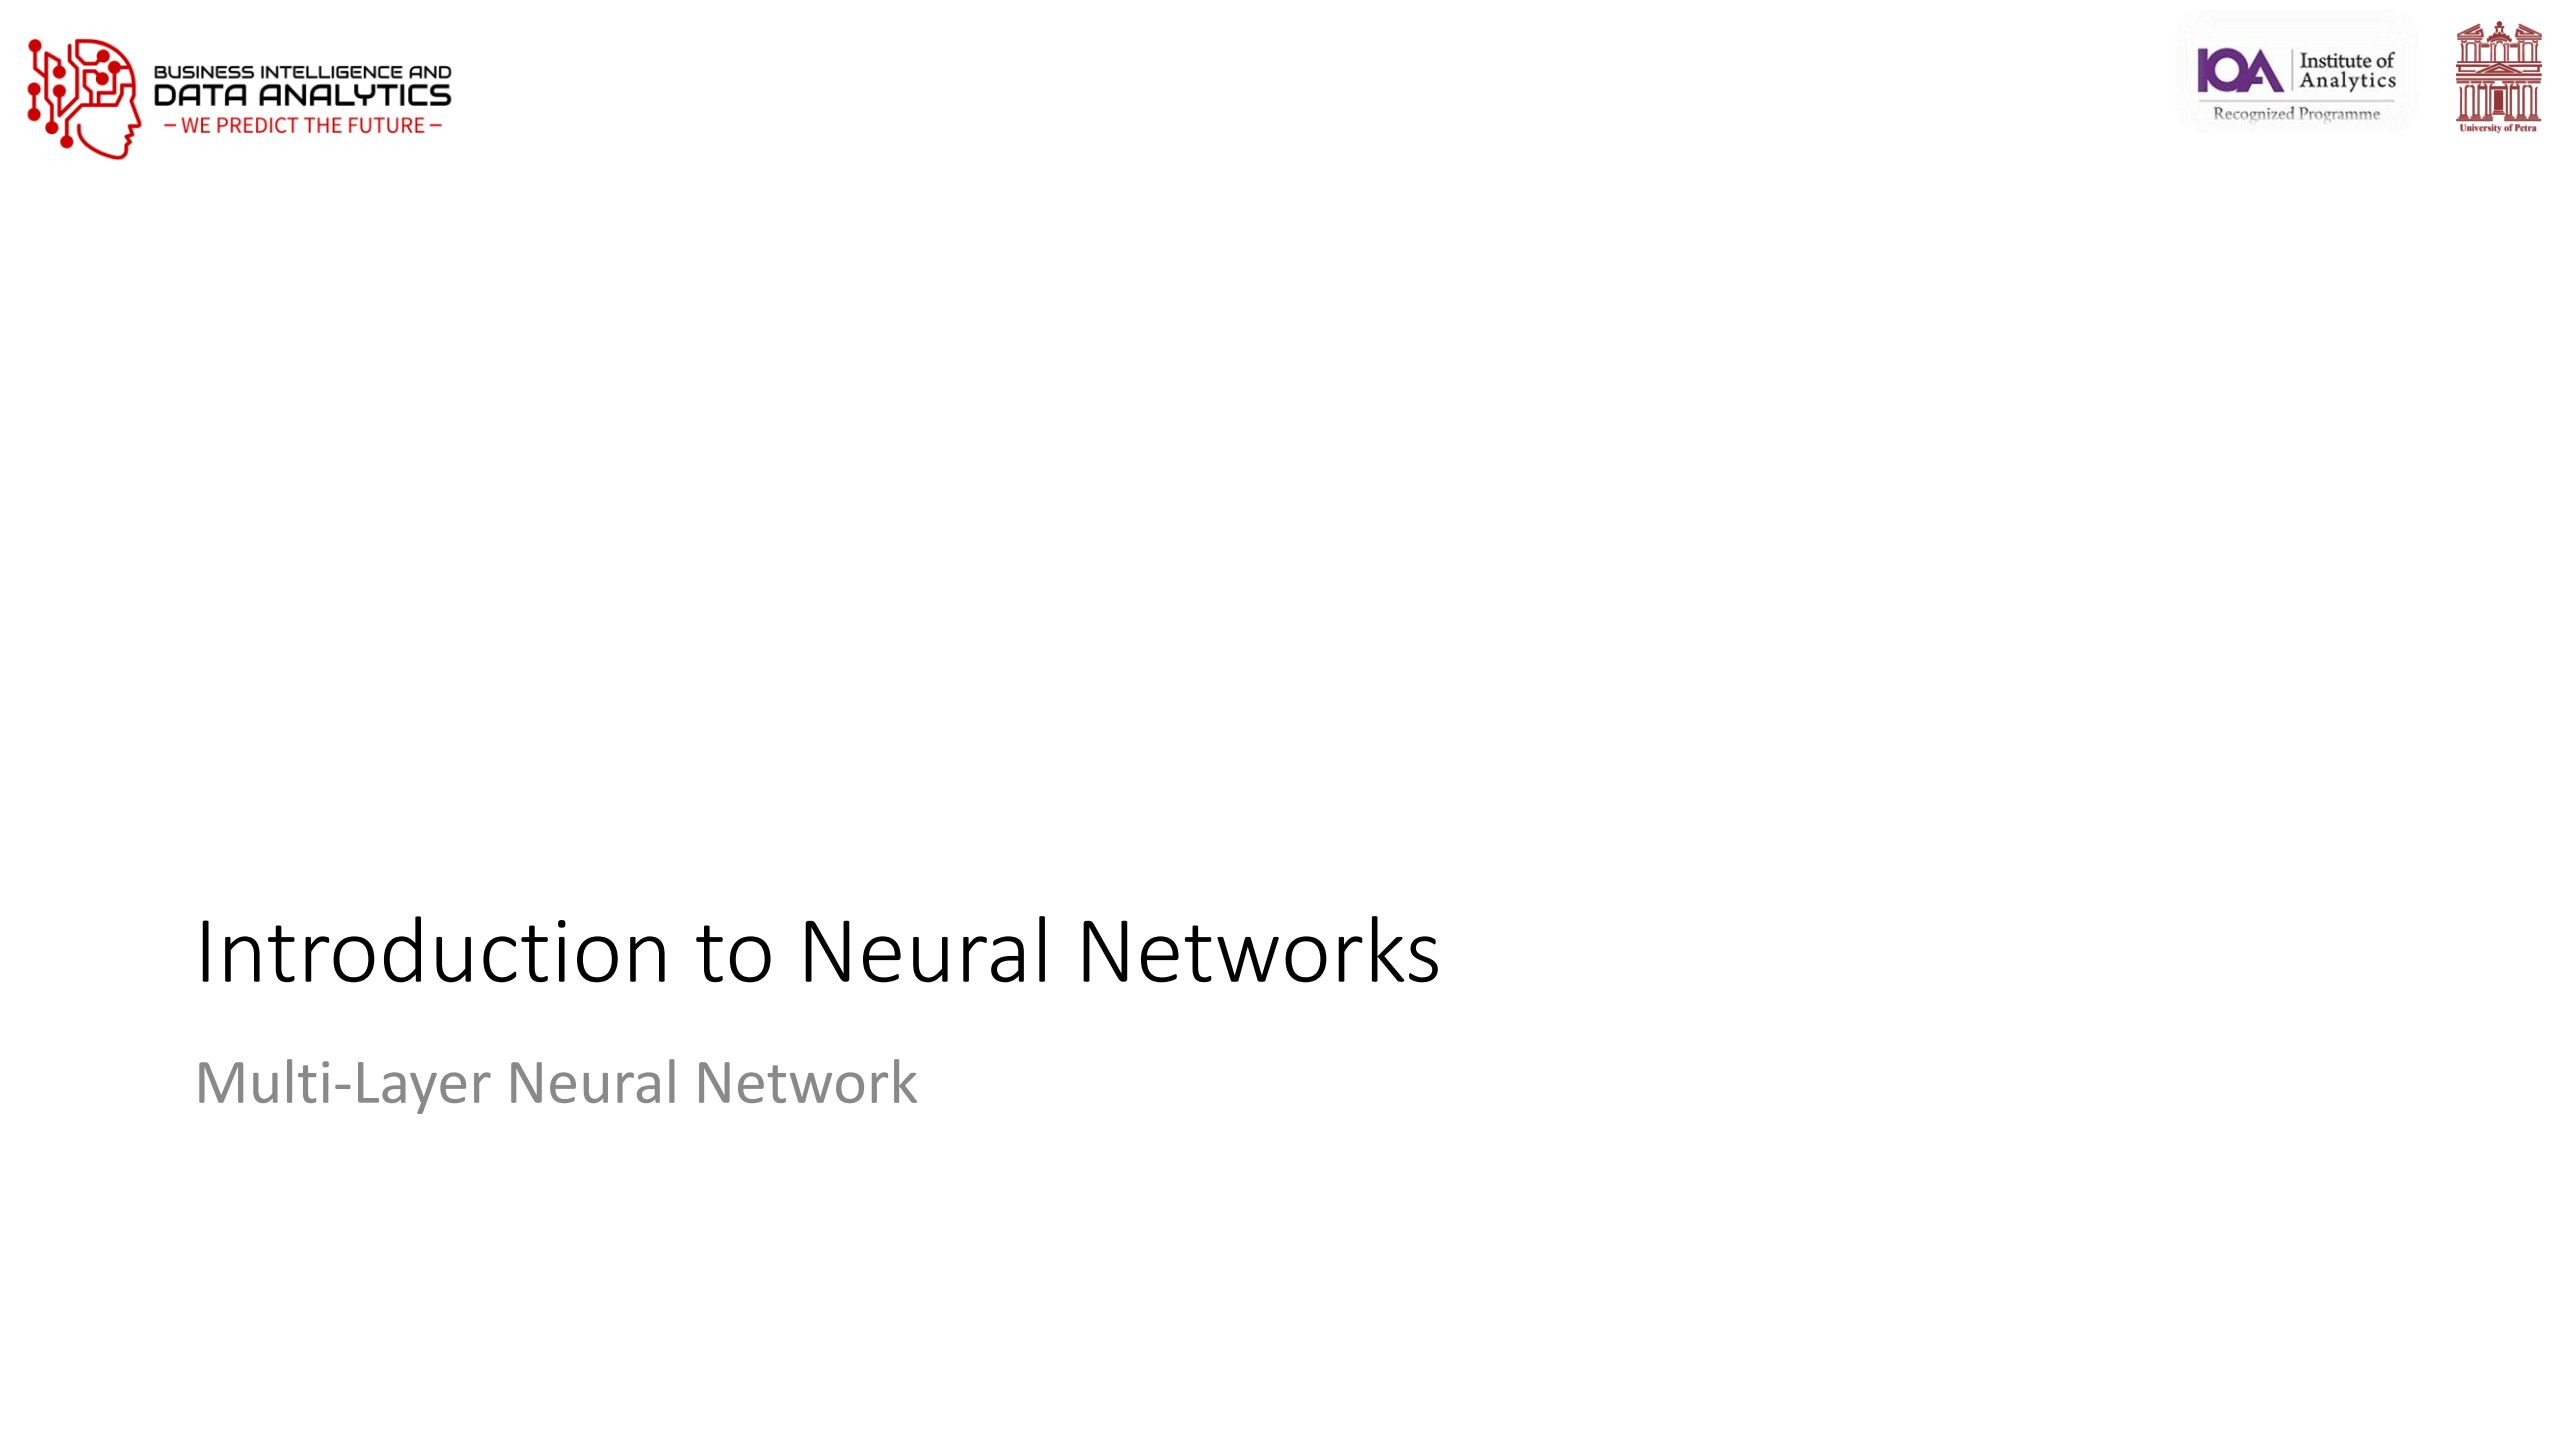 BUSINESS INTELLIGENCE AND
DATA ANALYTICS
– WE PREDICT THE FUTURE –
IOA
Institute of
Analytics
Recognized Programme
University of Petra
Introduction to Neural Networks
Multi-Layer Neural Network